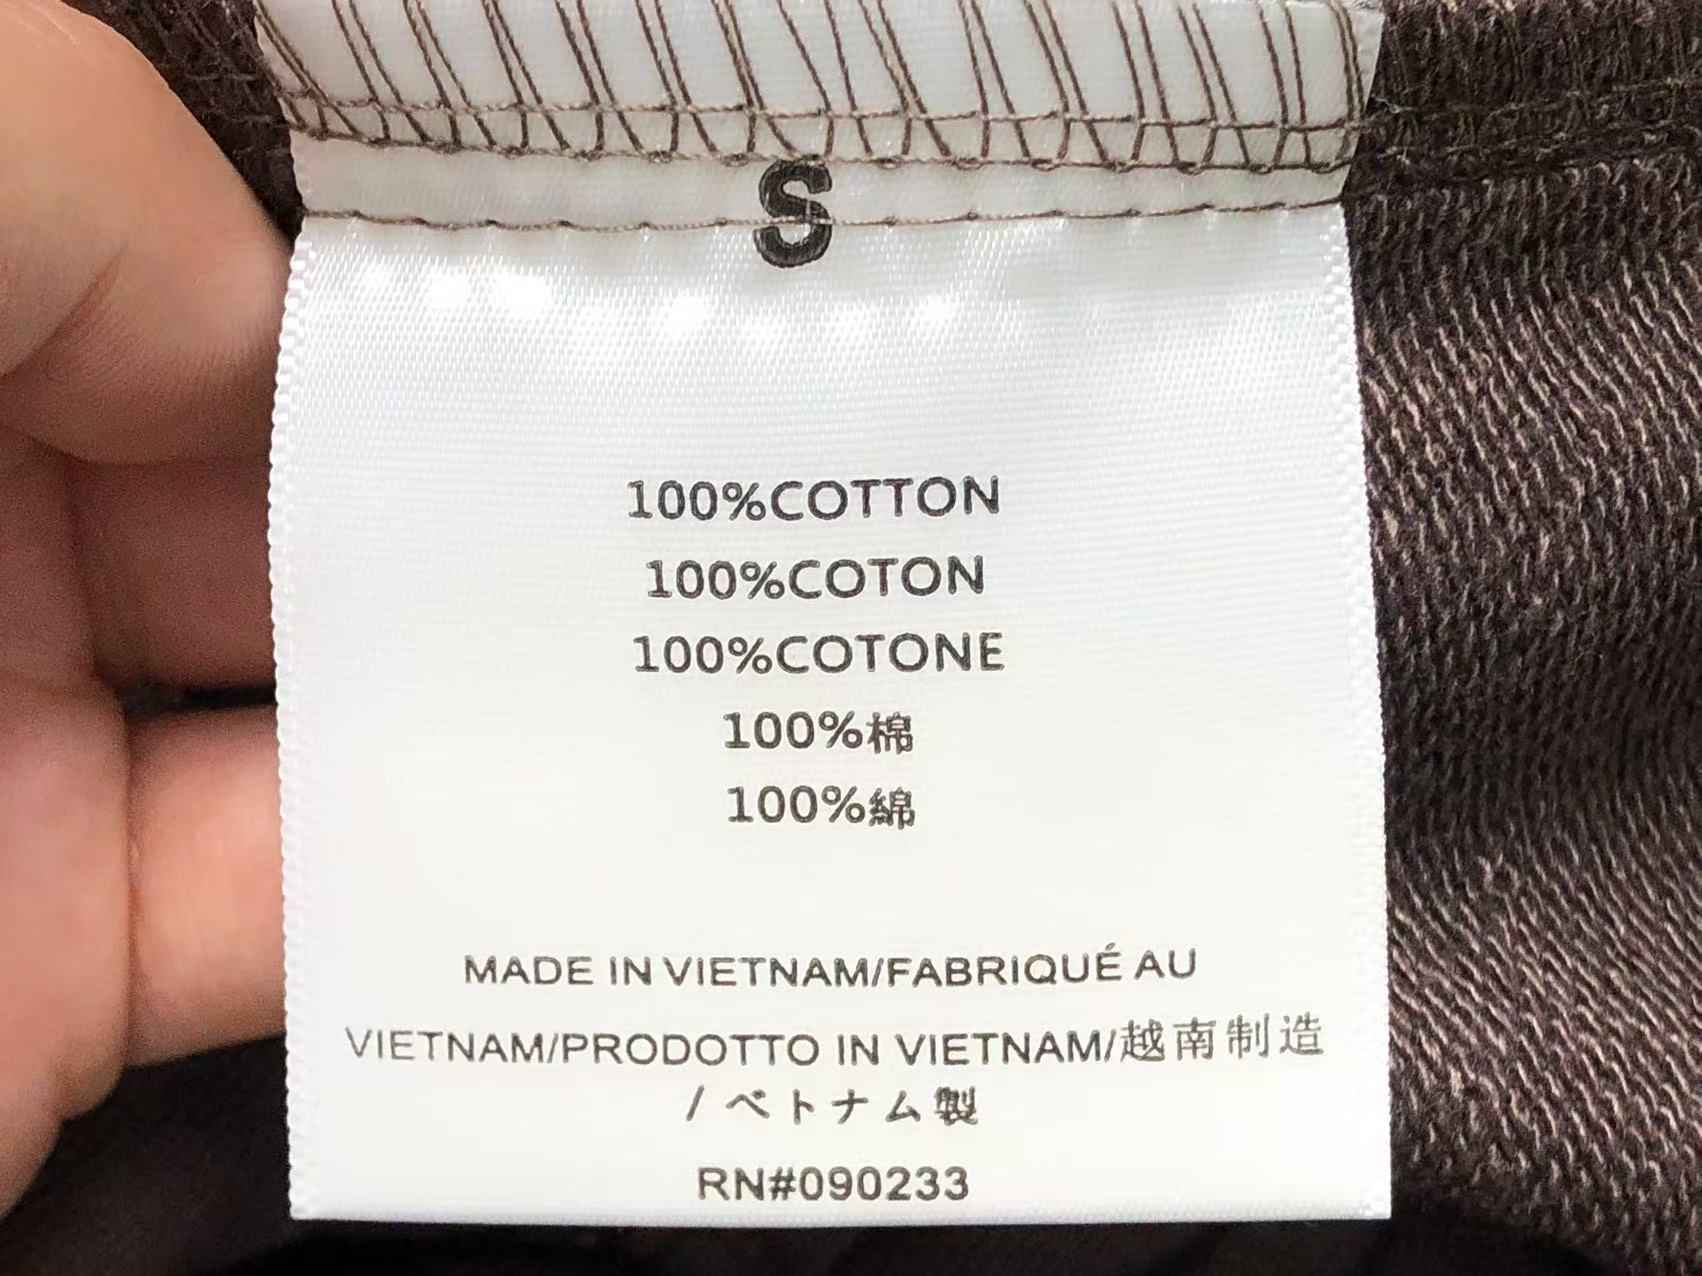 S
100%COTTON
100%COTON
100%COTONE
100%棉
100%綿
MADE IN VIETNAM/FABRIQUÉ AU
VIETNAM/PRODOTTO IN VIETNAM/越南制造
/ベトナム製
RN#090233